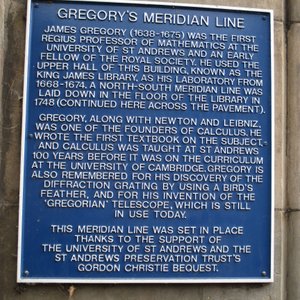 GREGORY'S MERIDIAN LINE
JAMES GREGORY (1638-1675) WAS THE FIRST
REGIUS PROFESSOR OF MATHEMATICS AT THE
UNIVERSITY OF ST ANDREWS AND AN EARLY
FELLOW OF THE ROYAL SOCIETY. HE USED THE
UPPER HALL OF THIS BUILDING, KNOWN AS THE
KING JAMES LIBRARY, AS HIS LABORATORY FROM
1668-1674. A NORTH-SOUTH MERIDIAN LINE WAS
LAID DOWN IN THE FLOOR OF THE LIBRARY IN
1748 (CONTINUED HERE ACROSS THE PAVEMENT).
GREGORY, ALONG WITH NEWTON AND LEIBNIZ,
WAS ONE OF THE FOUNDERS OF CALCULUS. HE
WROTE THE FIRST TEXTBOOK ON THE SUBJECT,
AND CALCULUS WAS TAUGHT AT ST ANDREWS
100 YEARS BEFORE IT WAS ON THE CURRICULUM
AT THE UNIVERSITY OF CAMBRIDGE. GREGORY IS
ALSO REMEMBERED FOR HIS DISCOVERY OF THE
DIFFRACTION GRATING BY USING A BIRD'S
FEATHER, AND FOR HIS INVENTION OF THE
'GREGORIAN' TELESCOPE, WHICH IS STILL
IN USE TODAY.
THIS MERIDIAN LINE WAS SET IN PLACE
THANKS TO THE SUPPORT OF
THE UNIVERSITY OF ST ANDREWS AND THE
ST ANDREWS PRESERVATION TRUST'S
GORDON CHRISTIE BEQUEST.